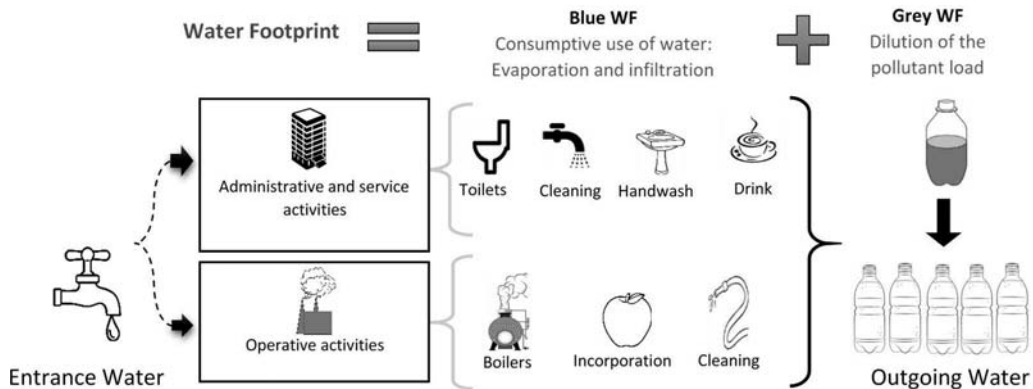 Water Footprint
Blue WF
Consumptive use of water:
Evaporation and infiltration
Grey WF
Dilution of the
pollutant load
Administrative and service
activities
Toilets
Cleaning
Handwash
Drink
Operative activities
Boilers
Incorporation
Cleaning
Entrance Water
Outgoing Water